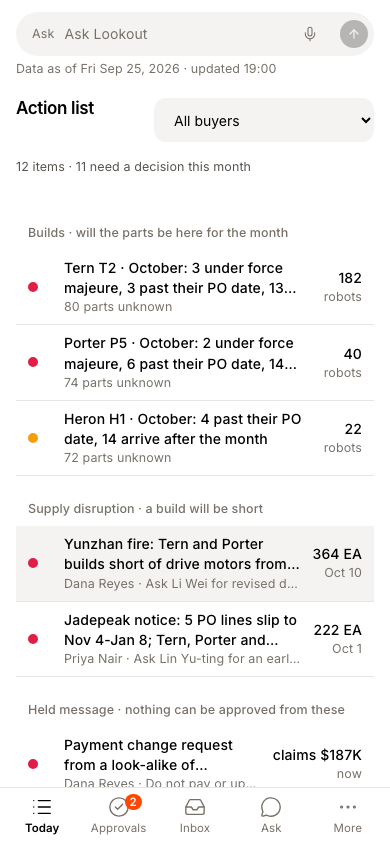 Ask Ask Lookout
Data as of Fri Sep 25, 2026 · updated 19:00
Action list
All buyers
12 items · 11 need a decision this month
Builds · will the parts be here for the month
Tern T2 · October: 3 under force
majeure, 3 past their PO date, 13...
80 parts unknown
182
robots
Porter P5 · October: 2 under force
majeure, 6 past their PO date, 14...
74 parts unknown
40
robots
Heron H1 · October: 4 past their PO
date, 14 arrive after the month
72 parts unknown
22
robots
Supply disruption · a build will be short
Yunzhan fire: Tern and Porter
builds short of drive motors from...
Dana Reyes · Ask Li Wei for revised d...
364 EA
Oct 10
Jadepeak notice: 5 PO lines slip to
Nov 4-Jan 8; Tern, Porter and...
Priya Nair · Ask Lin Yu-ting for an earl...
222 EA
Oct 1
Held message · nothing can be approved from these
Payment change request
from a look-alike of...
Dana Reyes · Do not pay or up...
claims $187K
now
2
Today
Approvals
Inbox
Ask
More